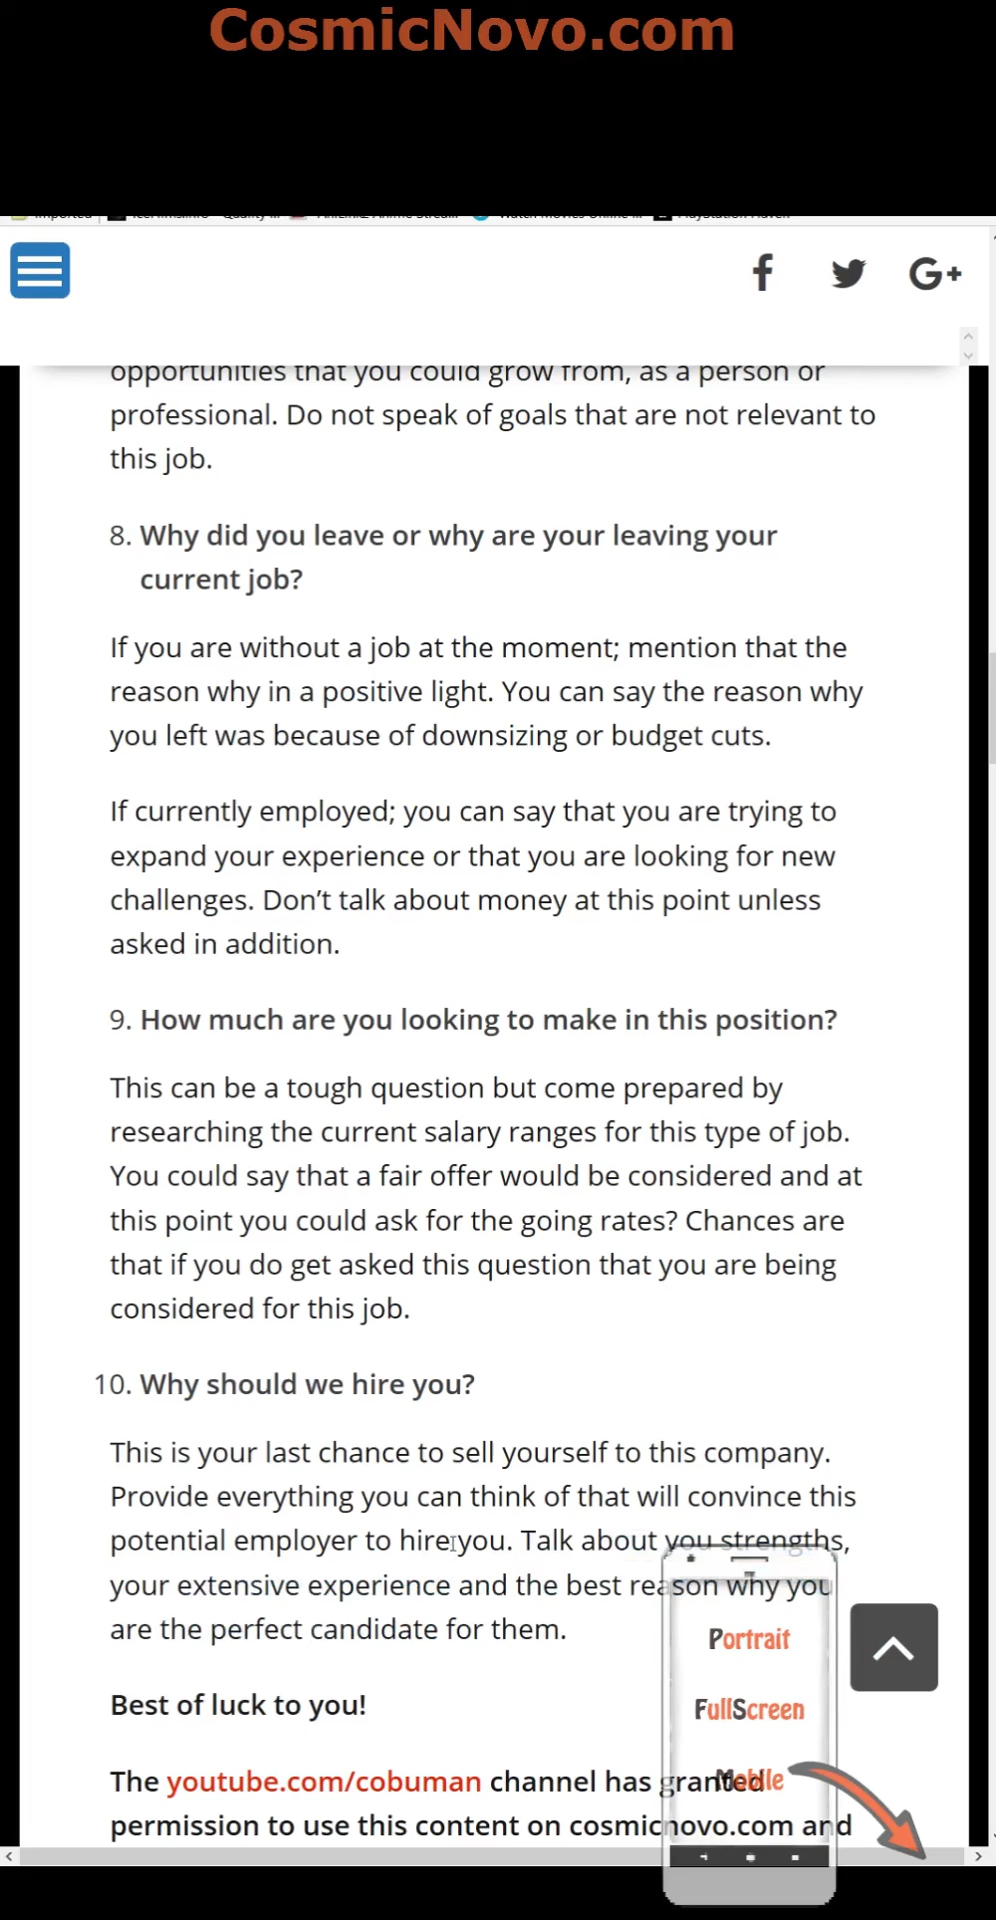 CosmicNovo.com
Imported
G+
opportunities that you could grow from, as a person or
professional. Do not speak of goals that are not relevant to
this job.
8. Why did you leave or why are your leaving your
current job?
If you are without a job at the moment; mention that the
reason why in a positive light. You can say the reason why
you left was because of downsizing or budget cuts.
If currently employed; you can say that you are trying to
expand your experience or that you are looking for new
challenges. Don’t talk about money at this point unless
asked in addition.
9. How much are you looking to make in this position?
This can be a tough question but come prepared by
researching the current salary ranges for this type of job.
You could say that a fair offer would be considered and at
this point you could ask for the going rates? Chances are
that if you do get asked this question that you are being
considered for this job.
10. Why should we hire you?
This is your last chance to sell yourself to this company.
Provide everything you can think of that will convince this
potential employer to hire you. Talk about you strengths,
your extensive experience and the best reason why you
are the perfect candidate for them.
Portrait
Best of luck to you!
FullScreen
The youtube.com/cobuman channel has granted
Mobile
permission to use this content on cosmicnovo.com and